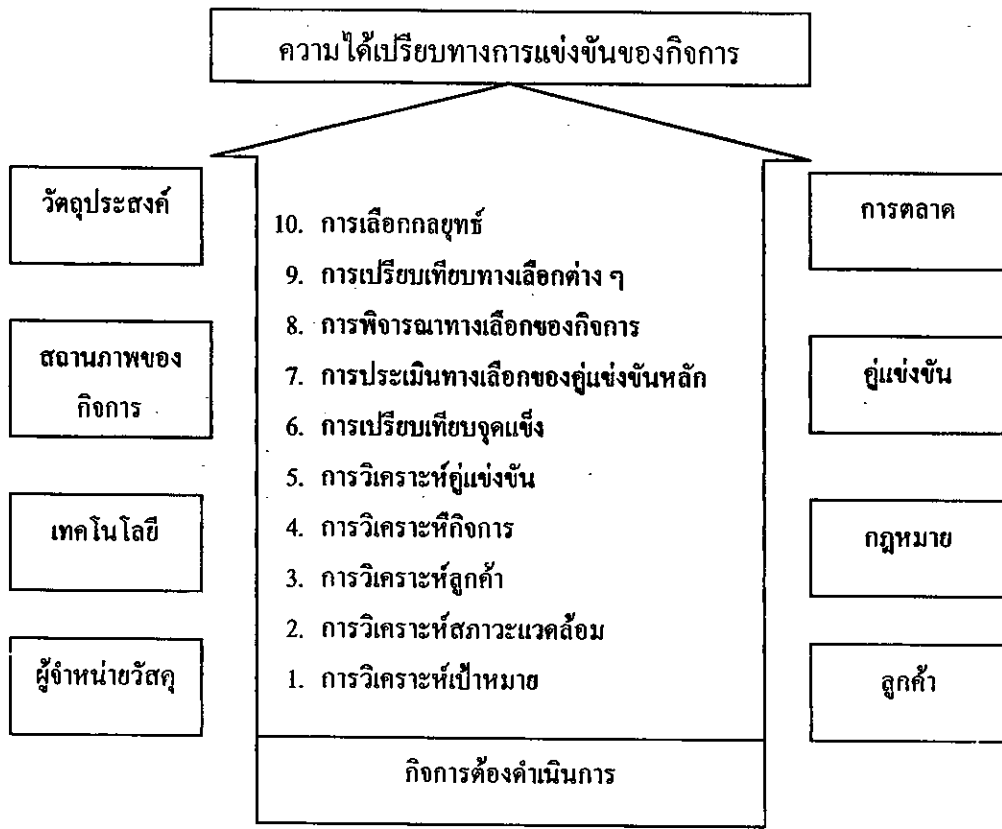 ความได้เปรียบทางการแข่งขันของกิจการ
วัตถุประสงค์
สถานภาพของ
กิจการ
เทคโนโลยี
ผู้จำหน่ายวัสดุ
10. การเลือกกลยุทธ์
9. การเปรียบเทียบทางเลือกต่าง ๆ
8. การพิจารณาทางเลือกของกิจการ
7. การประเมินทางเลือกของคู่แข่งขันหลัก
6. การเปรียบเทียบจุดแข็ง
5. การวิเคราะห์คู่แข่งขัน
4. การวิเคราะห์กิจการ
3. การวิเคราะห์ลูกค้า
2. การวิเคราะห์สภาวะแวดล้อม
1. การวิเคราะห์เป้าหมาย
กิจการต้องดำเนินการ
การตลาด
คู่แข่งขัน
กฎหมาย
ลูกค้า